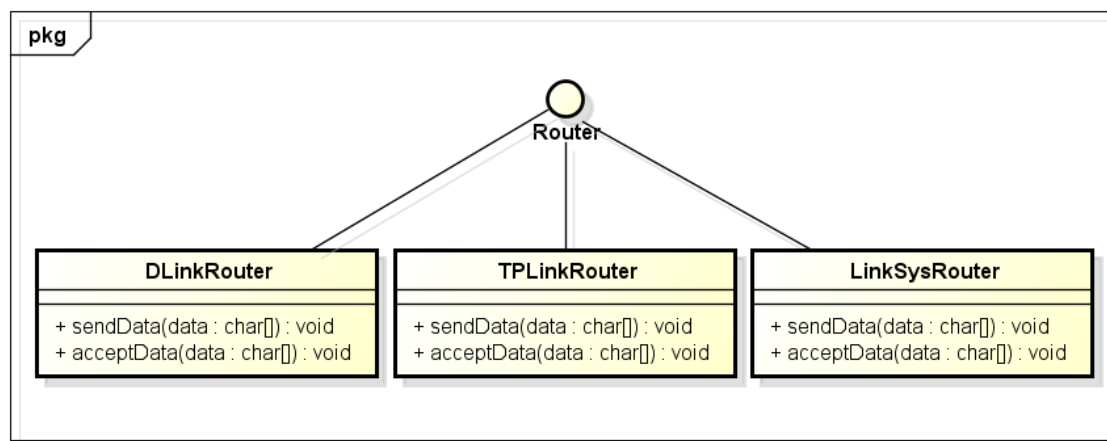 pkg
Router
DLinkRouter
+ sendData(data : char[]) : void
+ acceptData(data : char[]) : void
TPLinkRouter
+ sendData(data : char[]) : void
+ acceptData(data : char[]) : void
LinkSysRouter
+ sendData(data : char[]) : void
+ acceptData(data : char[]) : void